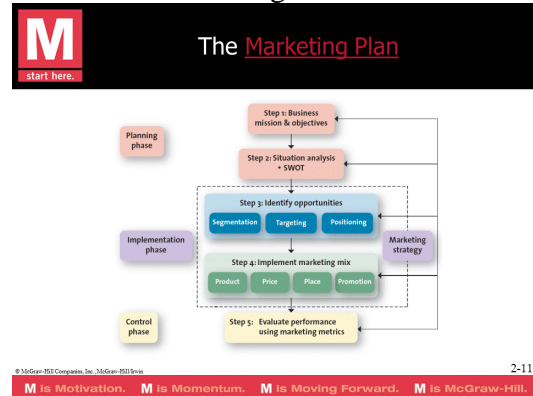 M
start here.
The Marketing Plan
Step 1: Business
mission & objectives
Planning
phase
Step 2: Situation analysis
• SWOT
Step 3: Identify opportunities
Segmentation
Targeting
Positioning
Implementation
phase
Marketing
strategy
Step 4: Implement marketing mix
Product
Price
Place
Promotion
Control
phase
Step 5: Evaluate performance
using marketing metrics
© McGraw-Hill Companies, Inc., McGraw-Hill/Irwin
2-11
M is Motivation. M is Momentum. M is Moving Forward. M is McGraw-Hill.